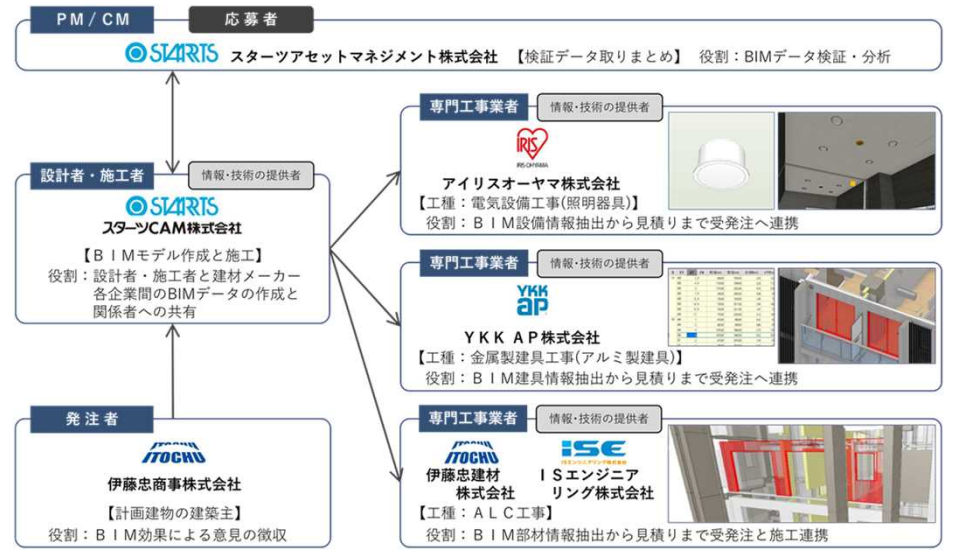 PM/CM
応募者
STARTS スターツアセットマネジメント株式会社 【検証データ取りまとめ】 役割：BIMデータ検証・分析
設計者・施工者
情報・技術の提供者
STARTS
スターツCAM株式会社
【ＢＩＭモデル作成と施工】
役割：設計者・施工者と建材メーカー
各企業間のBIMデータの作成と
関係者への共有
発注者
ITOCHU
ITOCHU
伊藤忠商事株式会社
【計画建物の建築主】
役割：ＢＩＭ効果による意見の徴収
専門工事業者
情報・技術の提供者
IRIS
IRIS OHYAMA
アイリスオーヤマ株式会社
【工種：電気設備工事(照明器具)】
役割：ＢＩＭ設備情報抽出から見積りまで受発注へ連携
専門工事業者
情報・技術の提供者
YKK
ap
ＹＫＫ ＡＰ株式会社
【工種：金属製建具工事(アルミ製建具)】
役割：ＢＩＭ建具情報抽出から見積りまで受発注へ連携
専門工事業者
情報・技術の提供者
ITOCHU
ITOCHU
伊藤忠建材
株式会社
ISE
ISエンジニアリング株式会社
ＩＳエンジニア
リング株式会社
【工種：ＡＬＣ工事】
役割：ＢＩＭ部材情報抽出から見積りまで受発注と施工連携